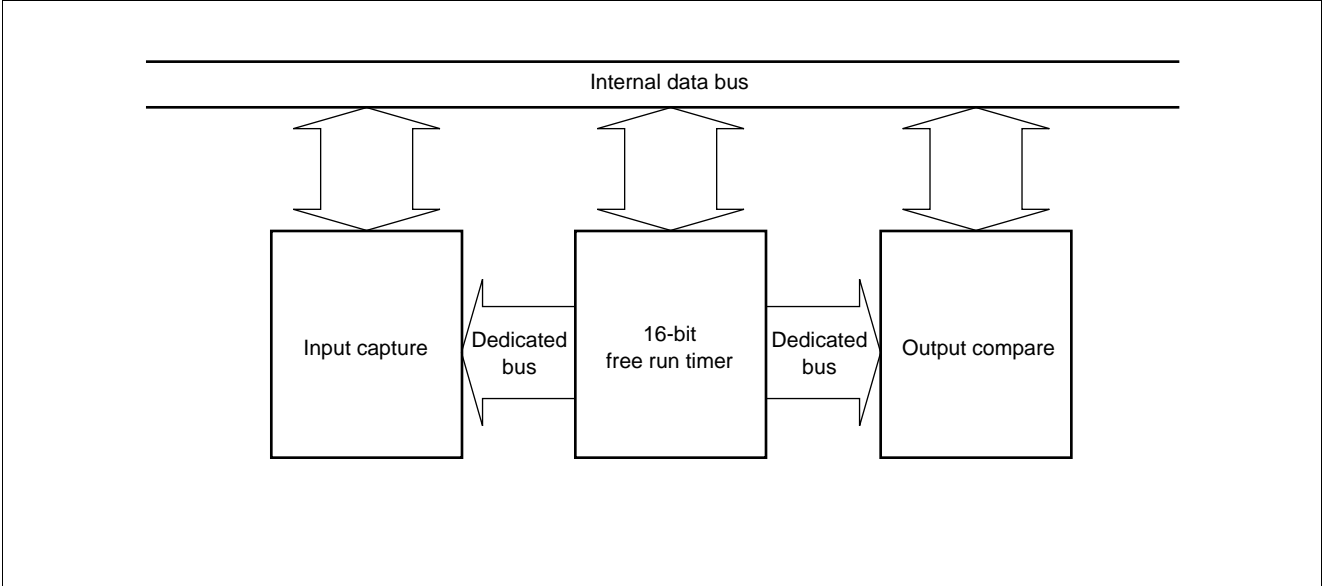 Internal data bus
Input capture
Dedicated
bus
16-bit
free run timer
Dedicated
bus
Output compare